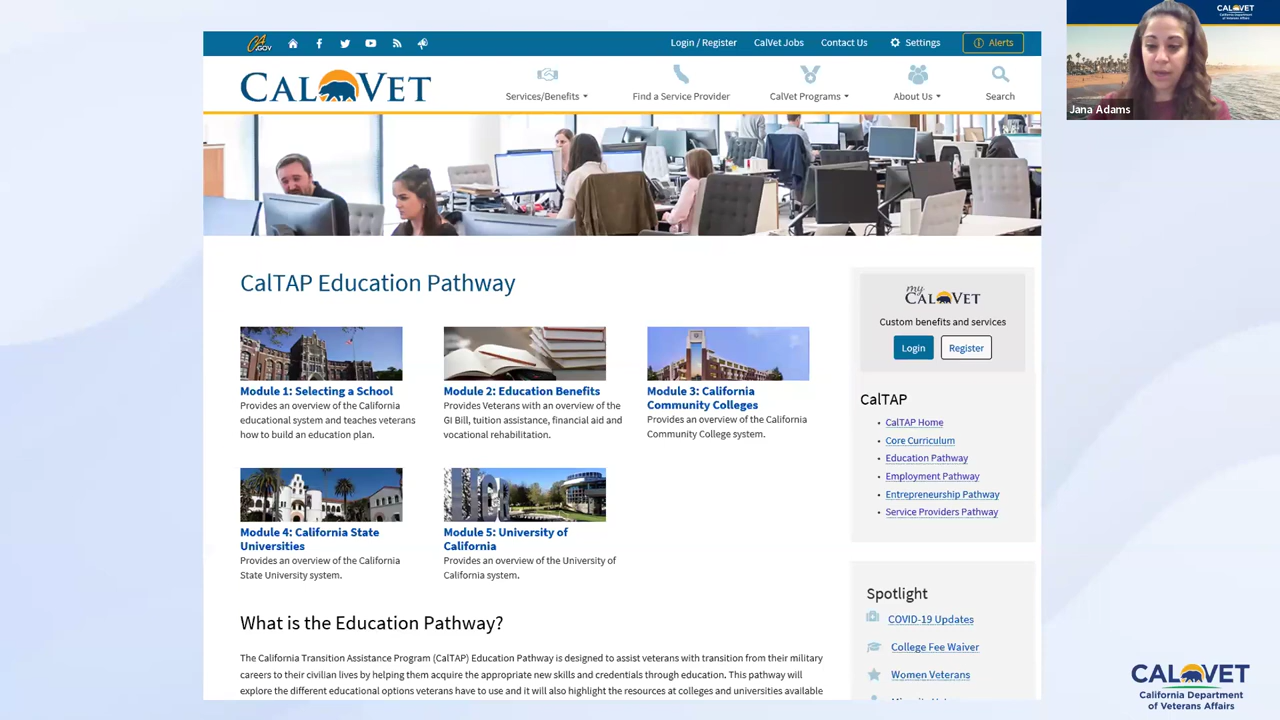 CA.GOV
Login / Register
CalVet Jobs
Contact Us
Settings
Alerts
CALVET
Services/Benefits
Find a Service Provider
CalVet Programs
About Us
Search
CALVET
California Department
of Veterans Affairs
Jana Adams
CalTAP Education Pathway
Module 1: Selecting a School
Provides an overview of the California
educational system and teaches veterans
how to build an education plan.
Module 2: Education Benefits
Provides Veterans with an overview of the
GI Bill, tuition assistance, financial aid and
vocational rehabilitation.
Module 3: California
Community Colleges
Provides an overview of the California
Community College system.
Module 4: California State
Universities
Provides an overview of the California
State University system.
Module 5: University of
California
Provides an overview of the University of
California system.
What is the Education Pathway?
The California Transition Assistance Program (CalTAP) Education Pathway is designed to assist veterans with transition from their military
careers to their civilian lives by helping them acquire the appropriate new skills and credentials through education. This pathway will
explore the different educational options veterans have to use and it will also highlight the resources at colleges and universities available
my
CALVET
Custom benefits and services
Login
Register
CalTAP
CalTAP Home
Core Curriculum
Education Pathway
Employment Pathway
Entrepreneurship Pathway
Service Providers Pathway
Spotlight
COVID-19 Updates
College Fee Waiver
Women Veterans
CALVET
California Department
of Veterans Affairs